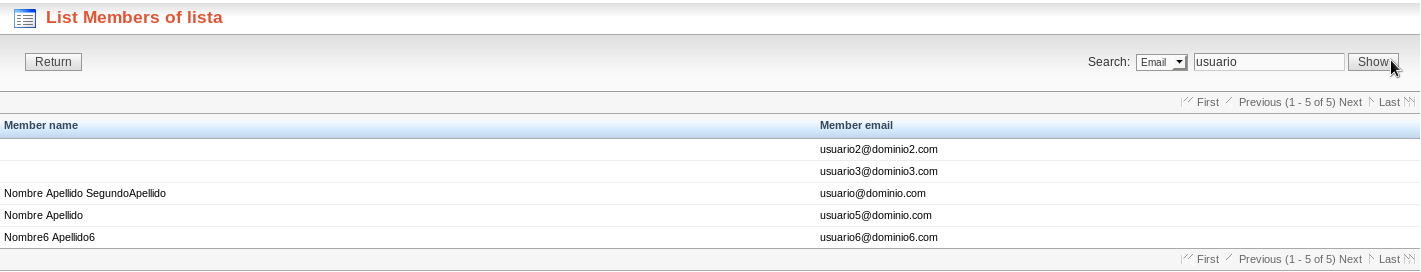 List Members of lista
Return Search: Email usuario Show
First Previous (1 - 5 of 5) Next Last
Member name Member email
usuario2@dominio2.com
usuario3@dominio3.com
Nombre Apellido SegundoApellido usuario@dominio.com
Nombre Apellido usuario5@dominio.com
Nombre6 Apellido6 usuario6@dominio6.com
First Previous (1 - 5 of 5) Next Last